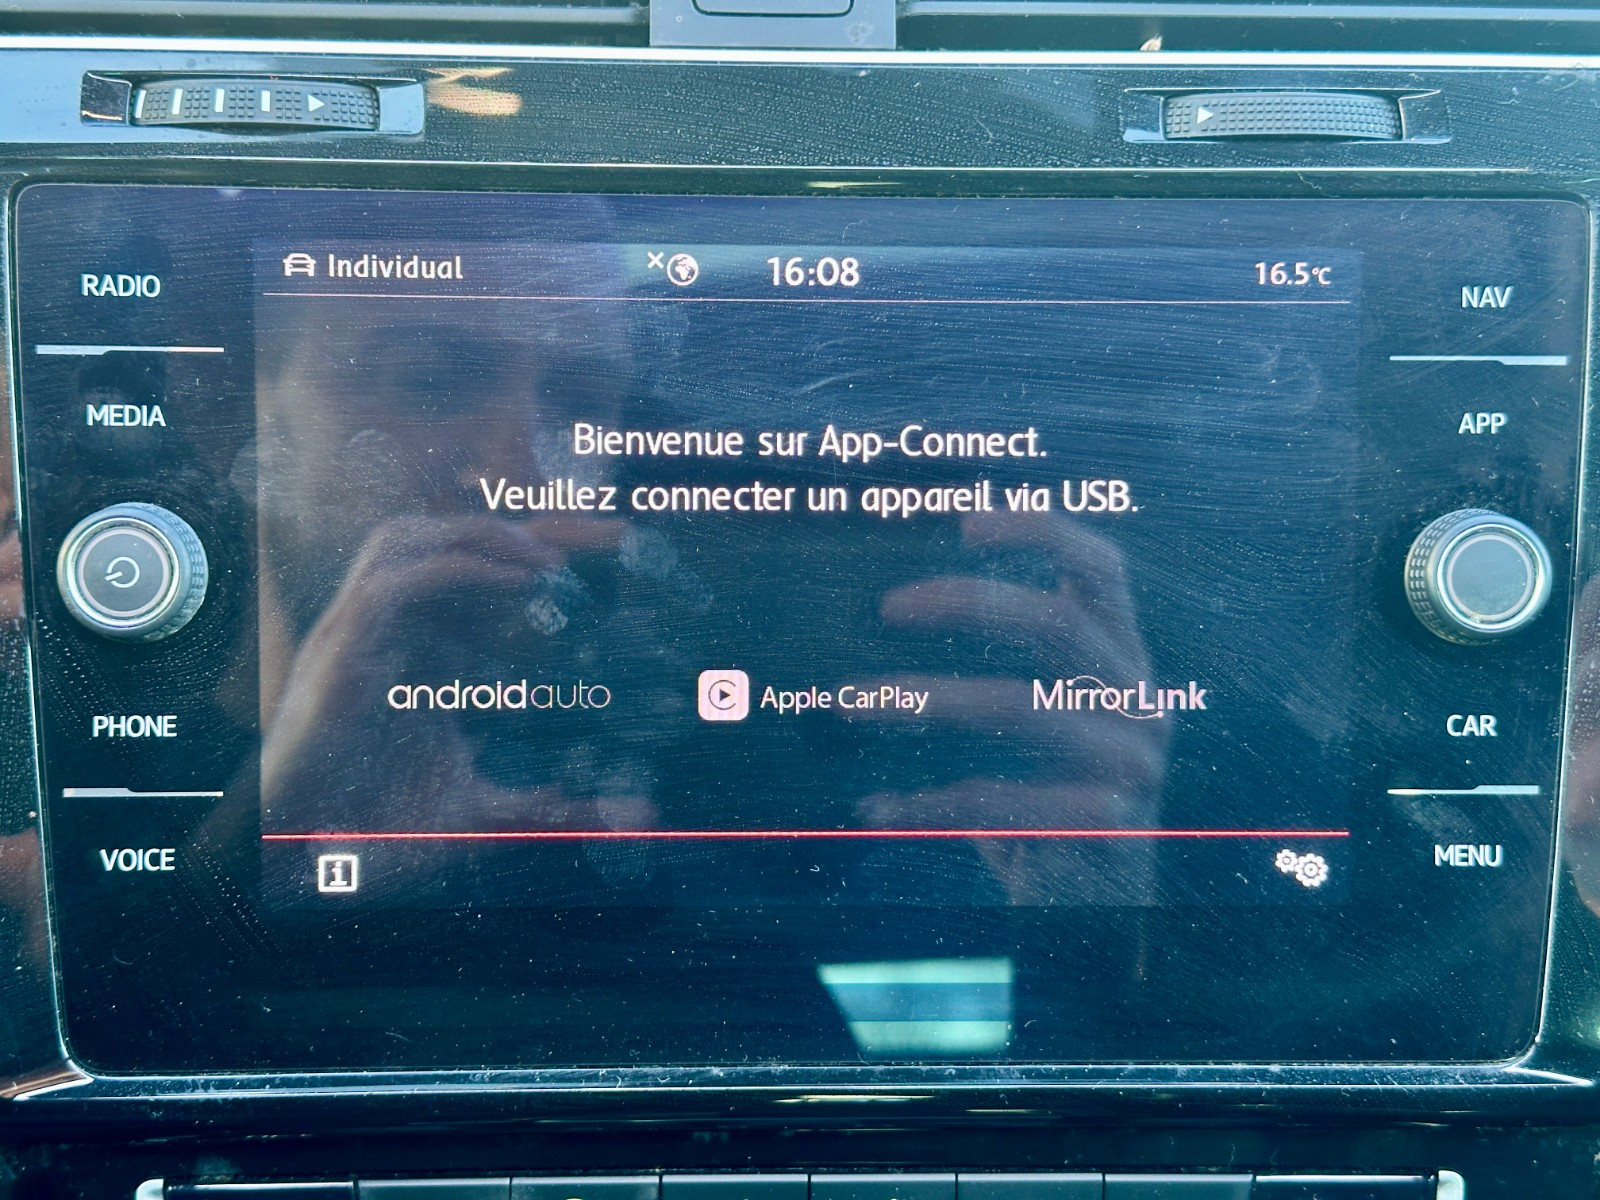 Individual 16:08 16.5°C
RADIO
NAV
MEDIA
APP
Bienvenue sur App-Connect.
Veuillez connecter un appareil via USB.
androidauto Apple CarPlay MirrorLink
PHONE
CAR
VOICE
MENU